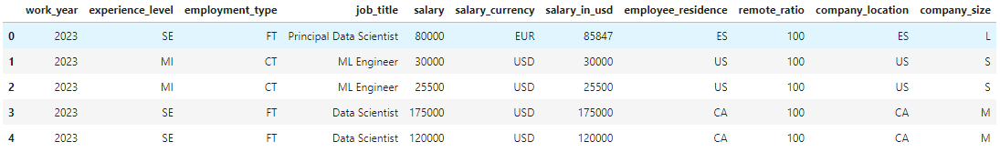 work_year experience_level employment_type job_title salary salary_currency salary_in_usd employee_residence remote_ratio company_location company_size
0 2023 SE FT Principal Data Scientist 80000 EUR 85847 ES 100 ES L
1 2023 MI CT ML Engineer 30000 USD 30000 US 100 US S
2 2023 MI CT ML Engineer 25500 USD 25500 US 100 US S
3 2023 SE FT Data Scientist 175000 USD 175000 CA 100 CA M
4 2023 SE FT Data Scientist 120000 USD 120000 CA 100 CA M